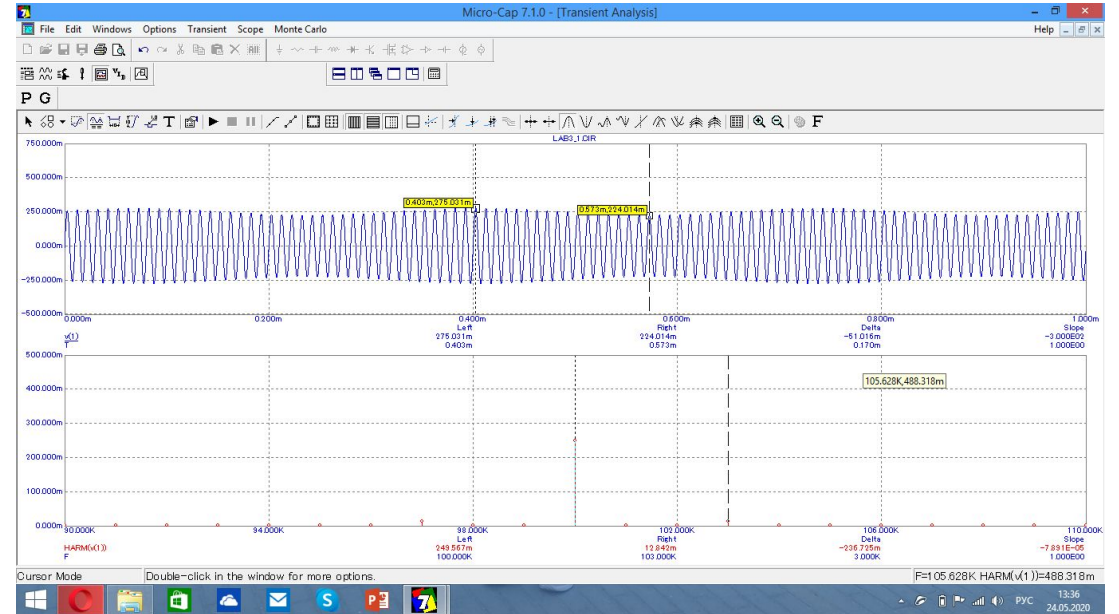 Micro-Cap 7.1.0 - [Transient Analysis]
File Edit Windows Options Transient Scope Monte Carlo Help
P G
T F
LAB3_1.CIR
750.000m
500.000m
250.000m
0.000m
-250.000m
-500.000m
0.403m,275.031m
0.573m,224.014m
0.000m 0.200m 0.400m 0.600m 0.800m 1.000m
Left Right Delta Slope
v(1) 275.031m 224.014m -51.016m -3.000E02
T 0.403m 0.573m 0.170m 1.000E00
500.000m
400.000m
300.000m
200.000m
100.000m
0.000m
105.628K,488.318m
90.000K 94.000K 98.000K 102.000K 106.000K 110.000K
Left Right Delta Slope
HARM(v(1)) 249.567m 12.842m -236.725m -7.891E-05
F 100.000K 103.000K 3.000K 1.000E00
Cursor Mode Double-click in the window for more options. F=105.628K HARM(v(1))=488.318m
РУС 13:36
24.05.2020